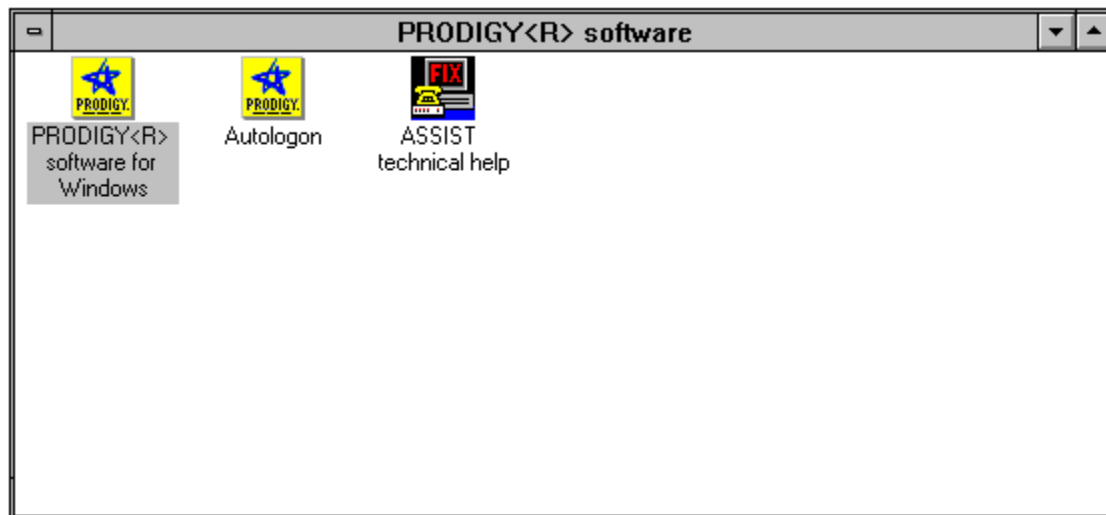 PRODIGY<R> software
PRODIGY.
PRODIGY.
FIX
PRODIGY<R>
software for
Windows
Autologon
ASSIST
technical help